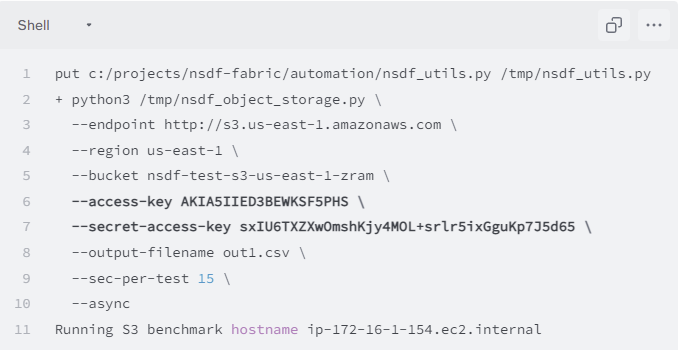 Shell
1 put c:/projects/nsdf-fabric/automation/nsdf_utils.py /tmp/nsdf_utils.py
2 + python3 /tmp/nsdf_object_storage.py \
3 --endpoint http://s3.us-east-1.amazonaws.com \
4 --region us-east-1 \
5 --bucket nsdf-test-s3-us-east-1-zram \
6 --access-key AKIA5IIED3BEWKSF5PHS \
7 --secret-access-key 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 \
8 --output-filename out1.csv \
9 --sec-per-test 15 \
10 --async
11 Running S3 benchmark hostname ip-172-16-1-154.ec2.internal